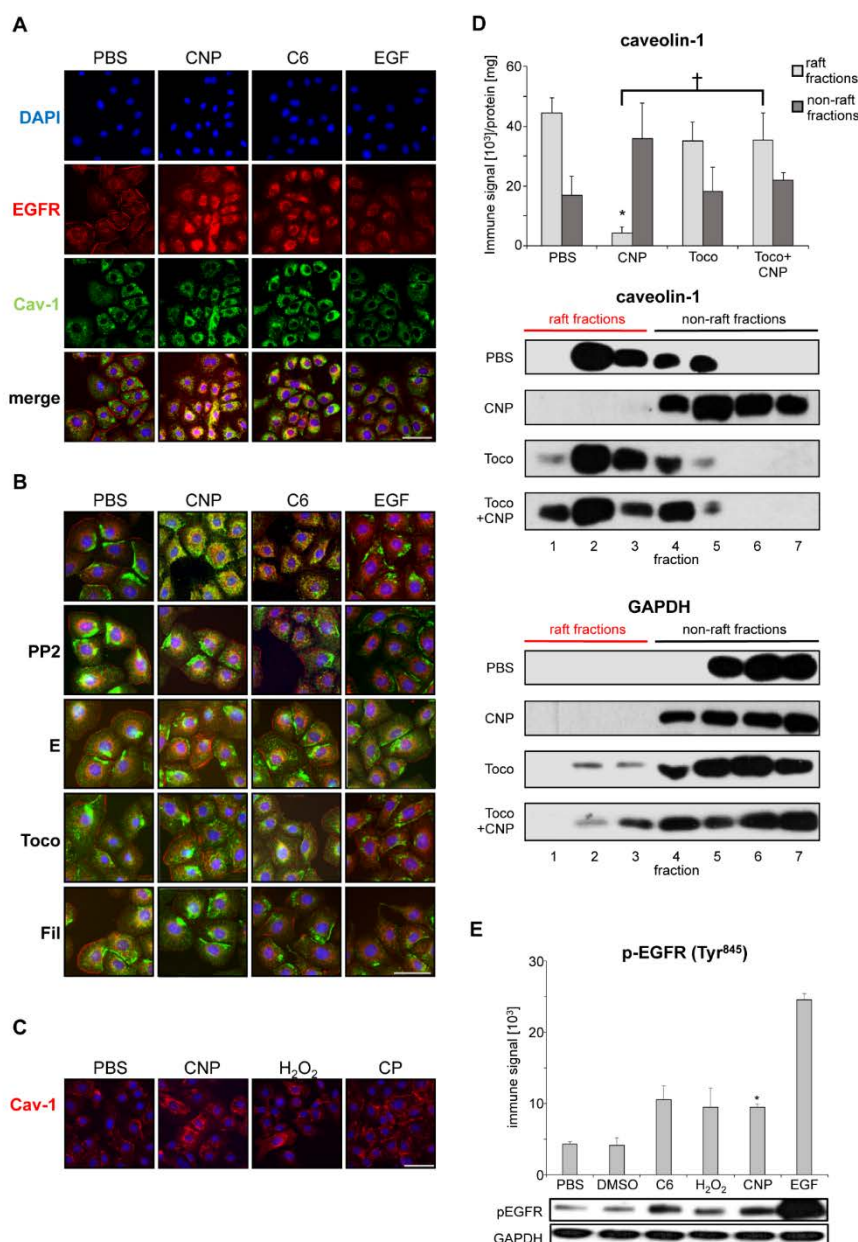 A
PBS CNP C6 EGF
DAPI
EGFR
Cav-1
merge
B
PBS CNP C6 EGF
PP2
E
Toco
Fil
C
PBS CNP H₂O₂ CP
Cav-1
D
caveolin-1
raft fractions
non-raft fractions
Immune signal [10³]/protein [mg]
60
40
20
0
†
*
PBS CNP Toco Toco+ CNP
caveolin-1
raft fractions non-raft fractions
PBS
CNP
Toco
Toco +CNP
1 2 3 4 5 6 7
fraction
GAPDH
raft fractions non-raft fractions
PBS
CNP
Toco
Toco +CNP
1 2 3 4 5 6 7
fraction
E
p-EGFR (Tyr⁸⁴⁵)
immune signal [10³]
30
20
10
0
*
PBS DMSO C6 H₂O₂ CNP EGF
pEGFR
GAPDH